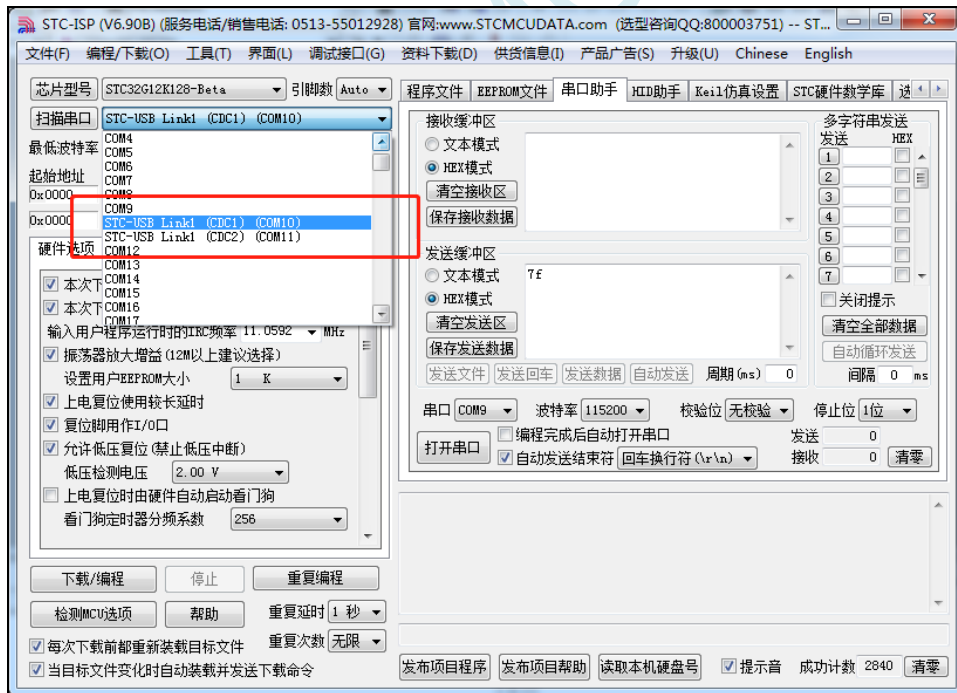 STC-ISP (V6.90B) (服务电话/销售电话: 0513-55012928) 官网:www.STCMCUDATA.com (选型咨询QQ:800003751) -- ST...
文件(F) 编程/下载(O) 工具(T) 界面(L) 调试接口(G) 资料下载(D) 供货信息(I) 产品广告(S) 升级(U) Chinese English
芯片型号 STC32G12K128-Beta 引脚数 Auto
扫描串口 STC-USB Link1 (CDC1) (COM10)
最低波特率
起始地址
0x0000
0x0000
COM4
COM5
COM6
COM7
COM8
COM9
STC-USB Link1 (CDC1) (COM10)
STC-USB Link1 (CDC2) (COM11)
COM12
COM13
COM14
COM15
COM16
COM17
硬件选项
本次下
本次下
输入用户程序运行时的IRC频率 11.0592 MHz
振荡器放大增益(12M以上建议选择)
设置用户EEPROM大小 1 K
上电复位使用较长延时
复位脚用作I/O口
允许低压复位(禁止低压中断)
低压检测电压 2.00 V
上电复位时由硬件自动启动看门狗
看门狗定时器分频系数 256
下载/编程 停止 重复编程
检测MCU选项 帮助 重复延时 1 秒
每次下载前都重新装载目标文件 重复次数 无限
当目标文件变化时自动装载并发送下载命令
程序文件 EEPROM文件 串口助手 HID助手 Keil仿真设置 STC硬件数学库 选
接收缓冲区
文本模式
HEX模式
清空接收区
保存接收数据
发送缓冲区
文本模式
7f
HEX模式
清空发送区
保存发送数据
发送文件 发送回车 发送数据 自动发送 周期(ms) 0
多字符串发送
发送 HEX
1
2
3
4
5
6
7
关闭提示
清空全部数据
自动循环发送
间隔 0 ms
串口 COM9 波特率 115200 校验位 无校验 停止位 1位
打开串口
编程完成后自动打开串口
自动发送结束符 回车换行符(\r\n)
发送 0
接收 0 清零
发布项目程序 发布项目帮助 读取本机硬盘号 提示音 成功计数 2840 清零